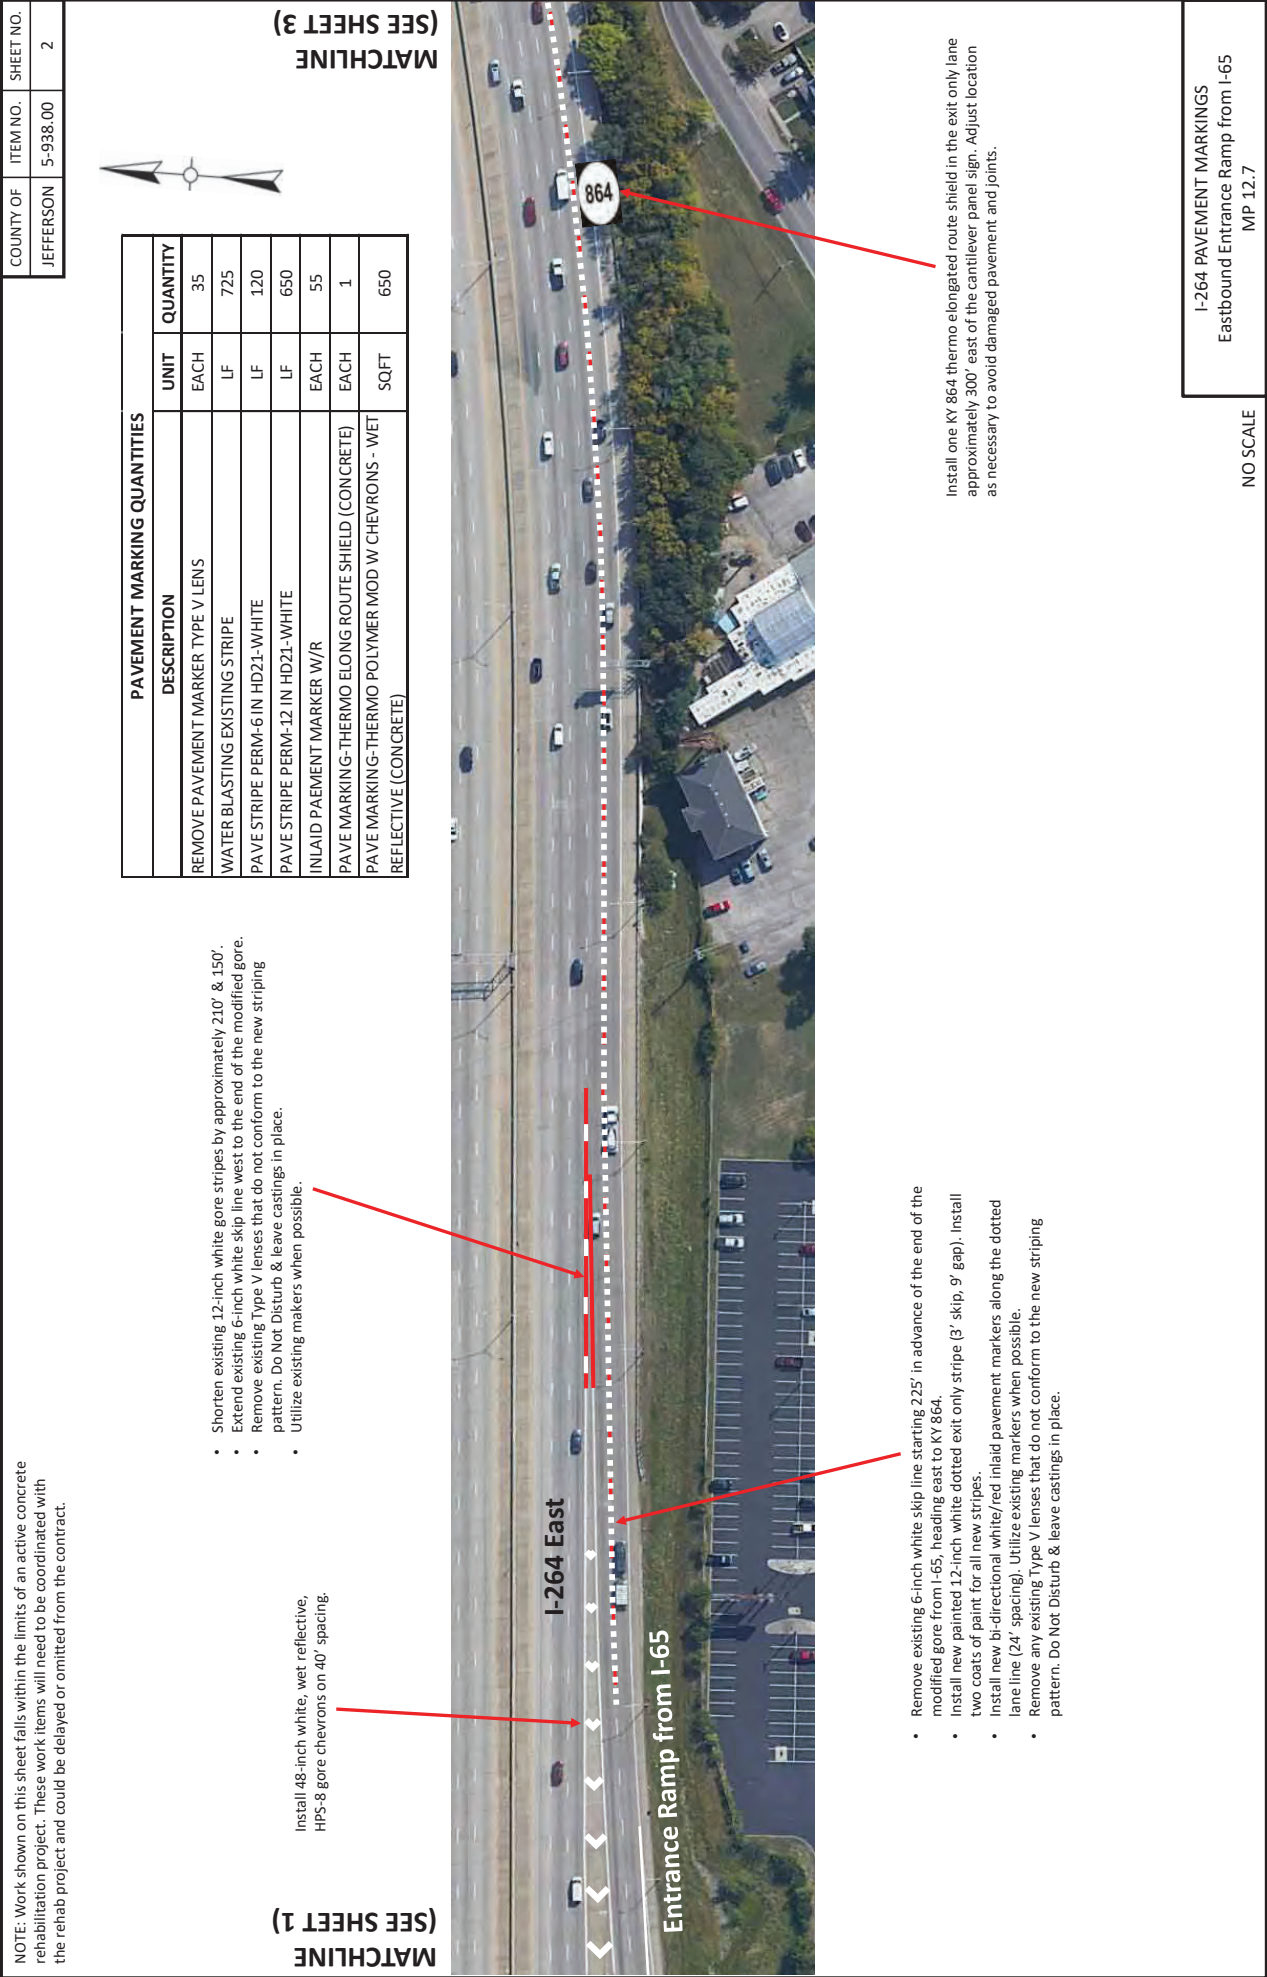 NOTE: Work shown on this sheet falls within the limits of an active concrete
rehabilitation project. These work items will need to be coordinated with
the rehab project and could be delayed or omitted from the contract.
COUNTY OF ITEM NO. SHEET NO.
JEFFERSON 5-938.00 2
MATCHLINE
(SEE SHEET 1)
MATCHLINE
(SEE SHEET 3)
Install 48-inch white, wet reflective,
HPS-8 gore chevrons on 40' spacing.
• Shorten existing 12-inch white gore stripes by approximately 210' & 150'.
• Extend existing 6-inch white skip line west to the end of the modified gore.
• Remove existing Type V lenses that do not conform to the new striping
pattern. Do Not Disturb & leave castings in place.
• Utilize existing makers when possible.
PAVEMENT MARKING QUANTITIES
DESCRIPTION UNIT QUANTITY
REMOVE PAVEMENT MARKER TYPE V LENS EACH 35
WATER BLASTING EXISTING STRIPE LF 725
PAVE STRIPE PERM-6 IN HD21-WHITE LF 120
PAVE STRIPE PERM-12 IN HD21-WHITE LF 650
INLAID PAEMENT MARKER W/R EACH 55
PAVE MARKING-THERMO ELONG ROUTE SHIELD (CONCRETE) EACH 1
PAVE MARKING-THERMO POLYMER MOD W CHEVRONS - WET
REFLECTIVE (CONCRETE) SQFT 650
I-264 East
Entrance Ramp from I-65
864
• Remove existing 6-inch white skip line starting 225' in advance of the end of the
modified gore from I-65, heading east to KY 864.
• Install new painted 12-inch white dotted exit only stripe (3' skip, 9' gap). Install
two coats of paint for all new stripes.
• Install new bi-directional white/red inlaid pavement markers along the dotted
lane line (24' spacing). Utilize existing markers when possible.
• Remove any existing Type V lenses that do not conform to the new striping
pattern. Do Not Disturb & leave castings in place.
Install one KY 864 thermo elongated route shield in the exit only lane
approximately 300' east of the cantilever panel sign. Adjust location
as necessary to avoid damaged pavement and joints.
NO SCALE
I-264 PAVEMENT MARKINGS
Eastbound Entrance Ramp from I-65
MP 12.7